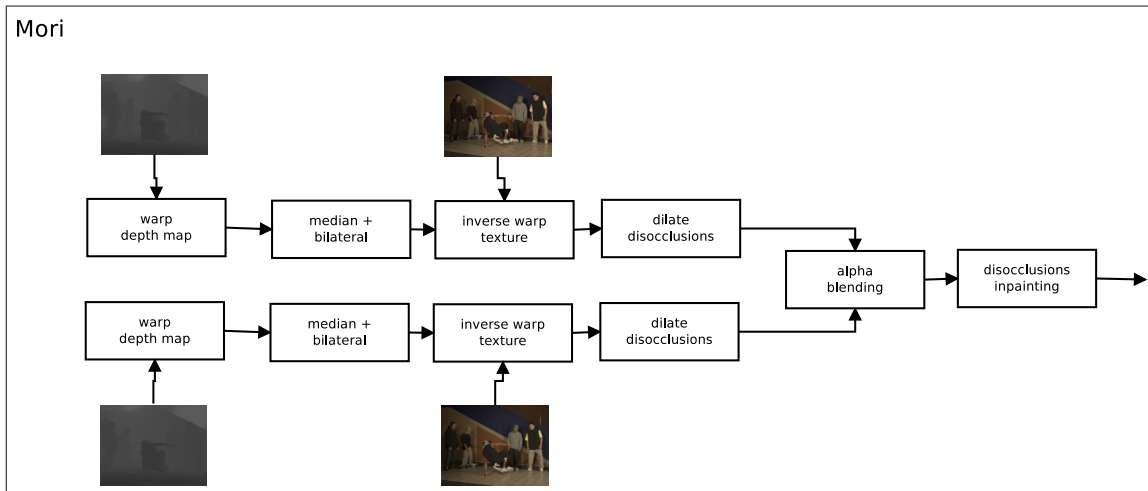 Mori
warp
depth map
median +
bilateral
inverse warp
texture
dilate
disocclusions
alpha
blending
disocclusions
inpainting
warp
depth map
median +
bilateral
inverse warp
texture
dilate
disocclusions